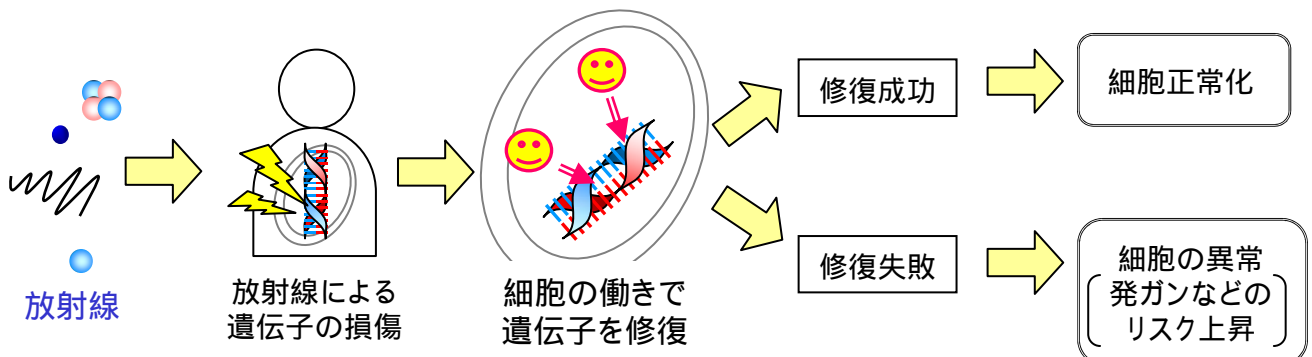 放射線
放射線による
遺伝子の損傷
細胞の働きで
遺伝子を修復
修復成功
細胞正常化
修復失敗
細胞の異常
発ガンなどの
リスク上昇